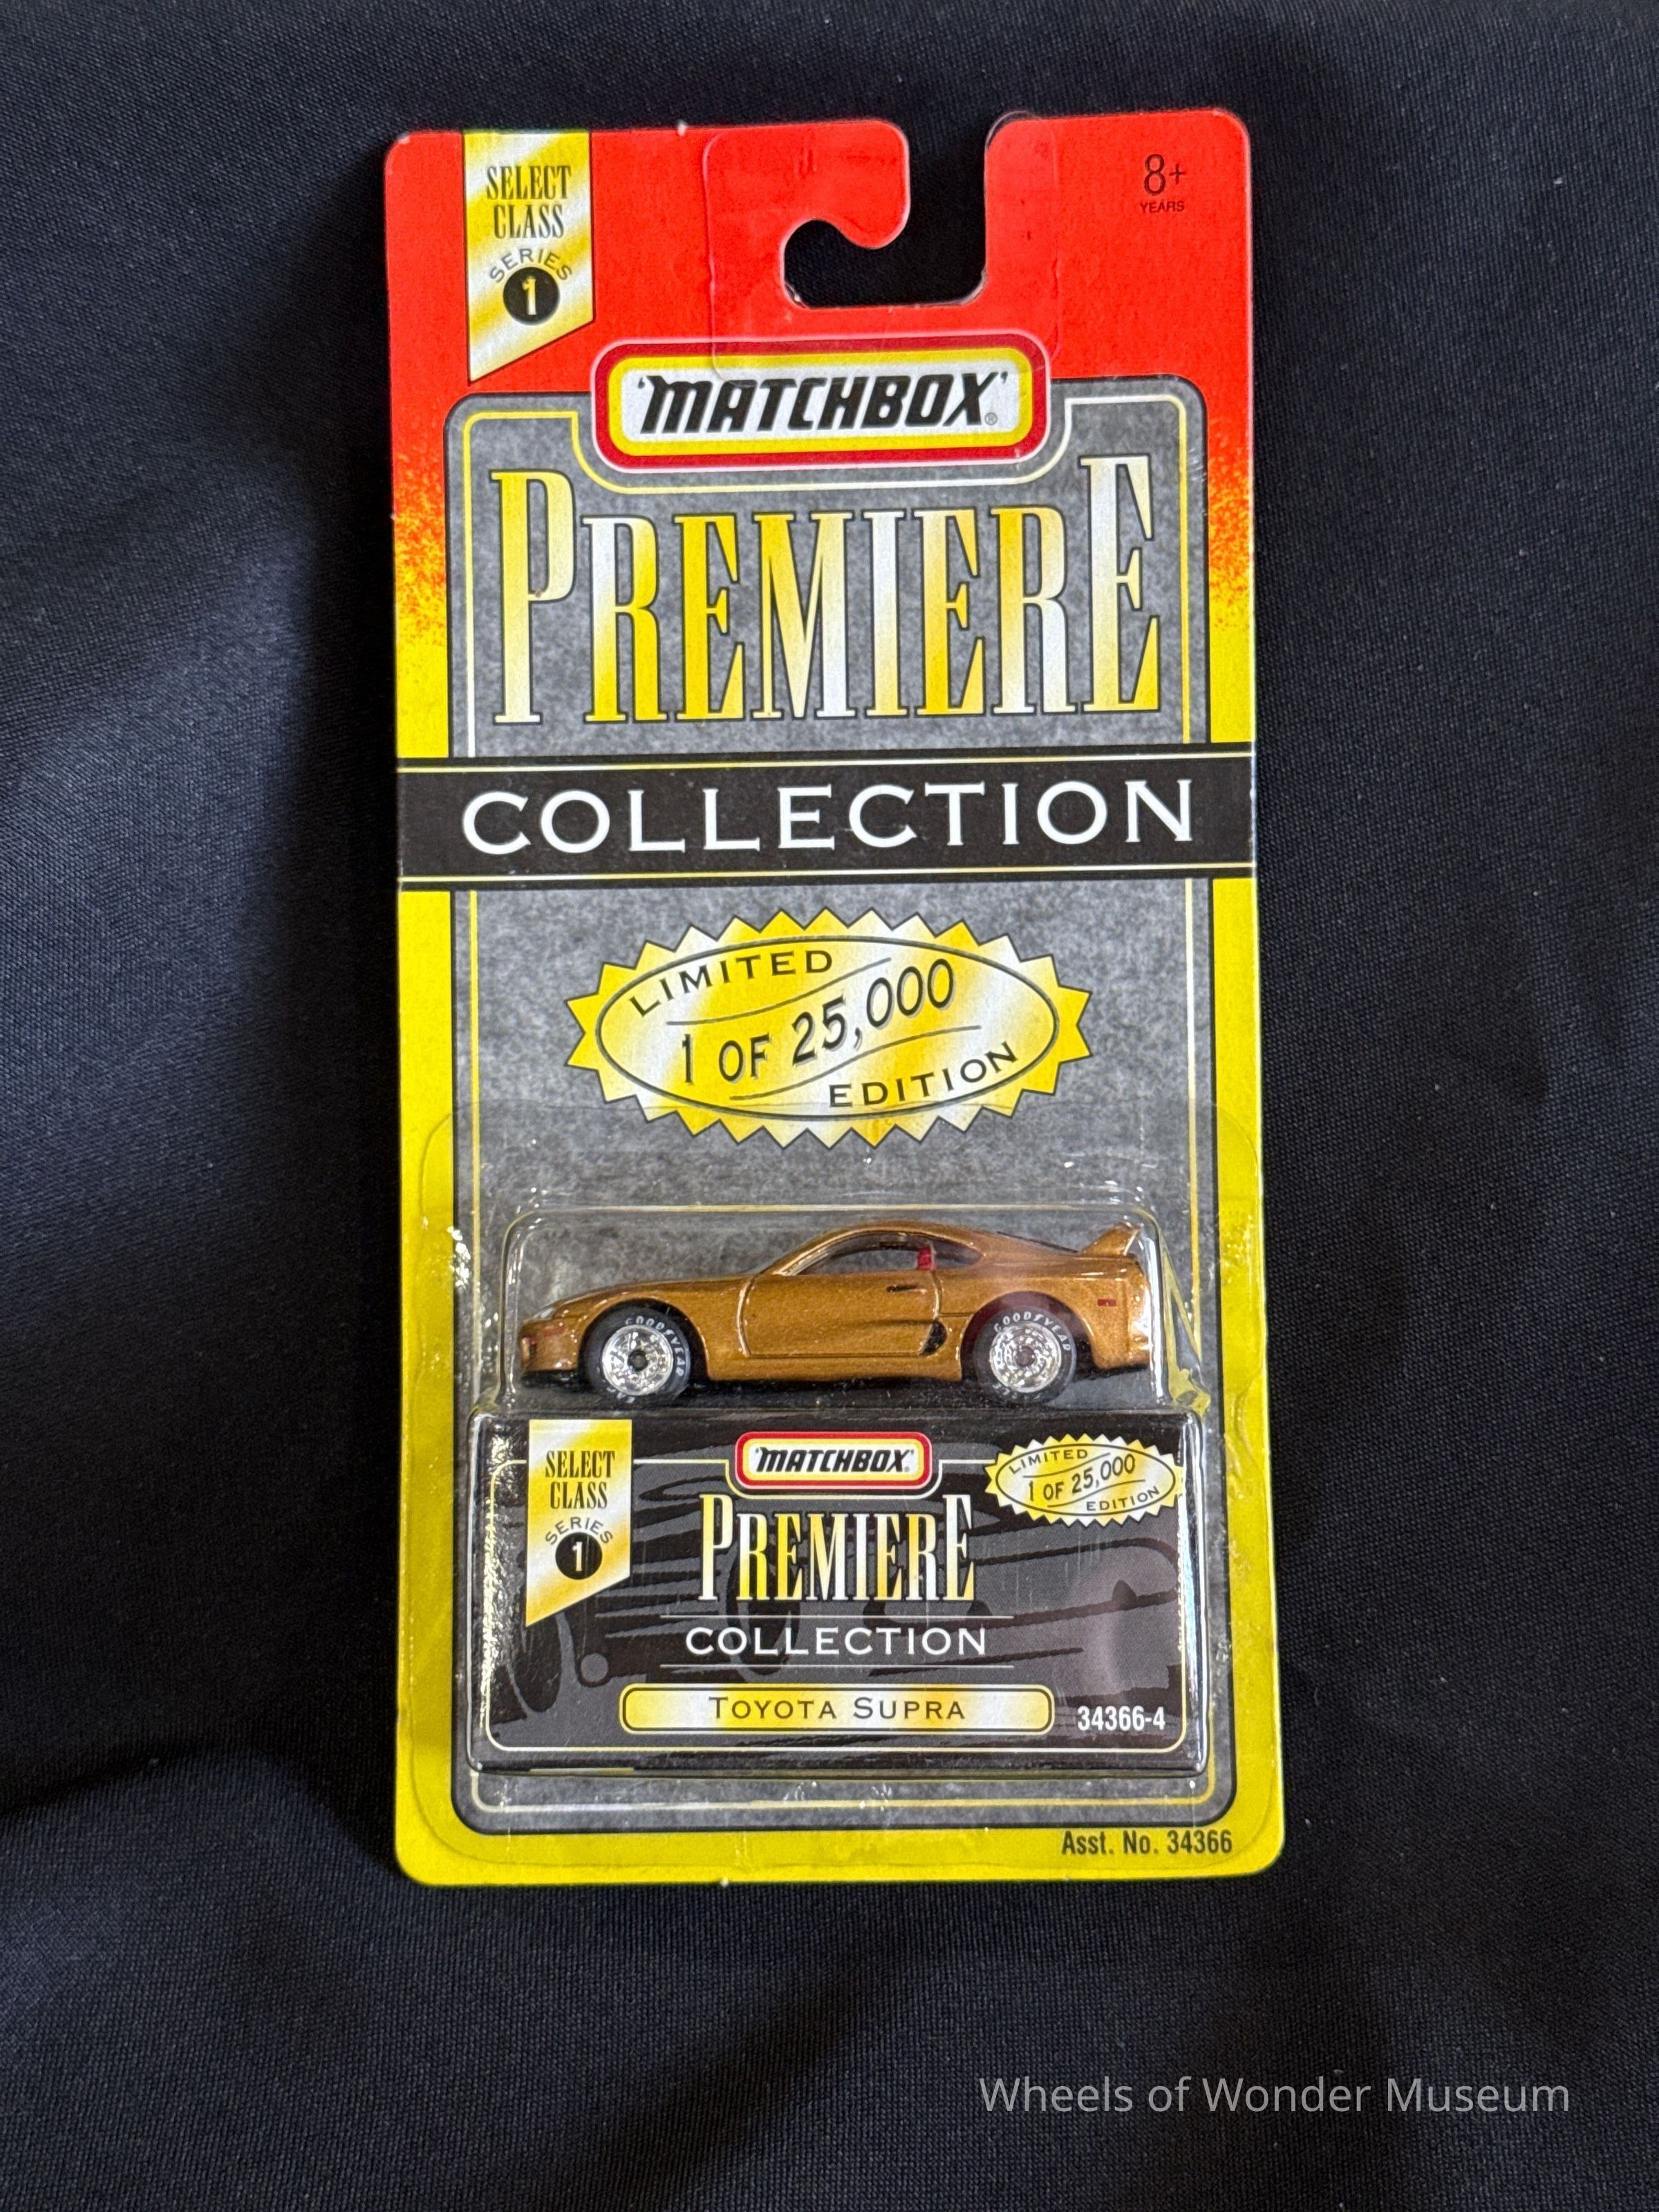 SELECT
CLASS
SERIES
1
8+
YEARS
'MATCHBOX'®
PREMIERE
COLLECTION
LIMITED
1 OF 25,000
EDITION
GOODYEAR
GOODYEAR
SELECT
CLASS
SERIES
1
'MATCHBOX'
PREMIERE
COLLECTION
LIMITED
1 OF 25,000
EDITION
TOYOTA SUPRA
34366-4
Asst. No. 34366
Wheels of Wonder Museum